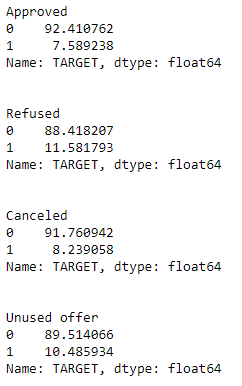 Approved
0    92.410762
1     7.589238
Name: TARGET, dtype: float64
Refused
0    88.418207
1    11.581793
Name: TARGET, dtype: float64
Canceled
0    91.760942
1     8.239058
Name: TARGET, dtype: float64
Unused offer
0    89.514066
1    10.485934
Name: TARGET, dtype: float64